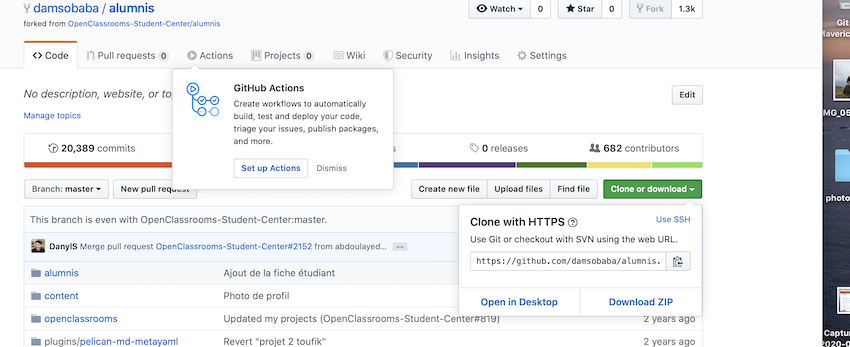 damsobaba / alumnis
forked from OpenClassrooms-Student-Center/alumnis
Watch 0 Star 0 Fork 1.3k
Code Pull requests 0 Actions Projects 0 Wiki Security Insights Settings
No description, website, or to
Edit
Manage topics
GitHub Actions
Create workflows to automatically
build, test and deploy your code,
triage your issues, publish packages,
and more.
Set up Actions Dismiss
20,389 commits
0 releases
682 contributors
Branch: master New pull request Create new file Upload files Find file Clone or download
This branch is even with OpenClassrooms-Student-Center:master.
Clone with HTTPS Use SSH
Use Git or checkout with SVN using the web URL.
https://github.com/damsobaba/alumnis.
Open in Desktop Download ZIP
DanylS Merge pull request OpenClassrooms-Student-Center#2152 from abdoulayed...
alumnis Ajout de la fiche étudiant
content Photo de profil
openclassrooms Updated my projects (OpenClassrooms-Student-Center#819) 2 years ago
plugins/pelican-md-metayaml Revert "projet 2 toufik" 2 years ago
Git
Maveric
MG_05
photo
Captur
2020-0